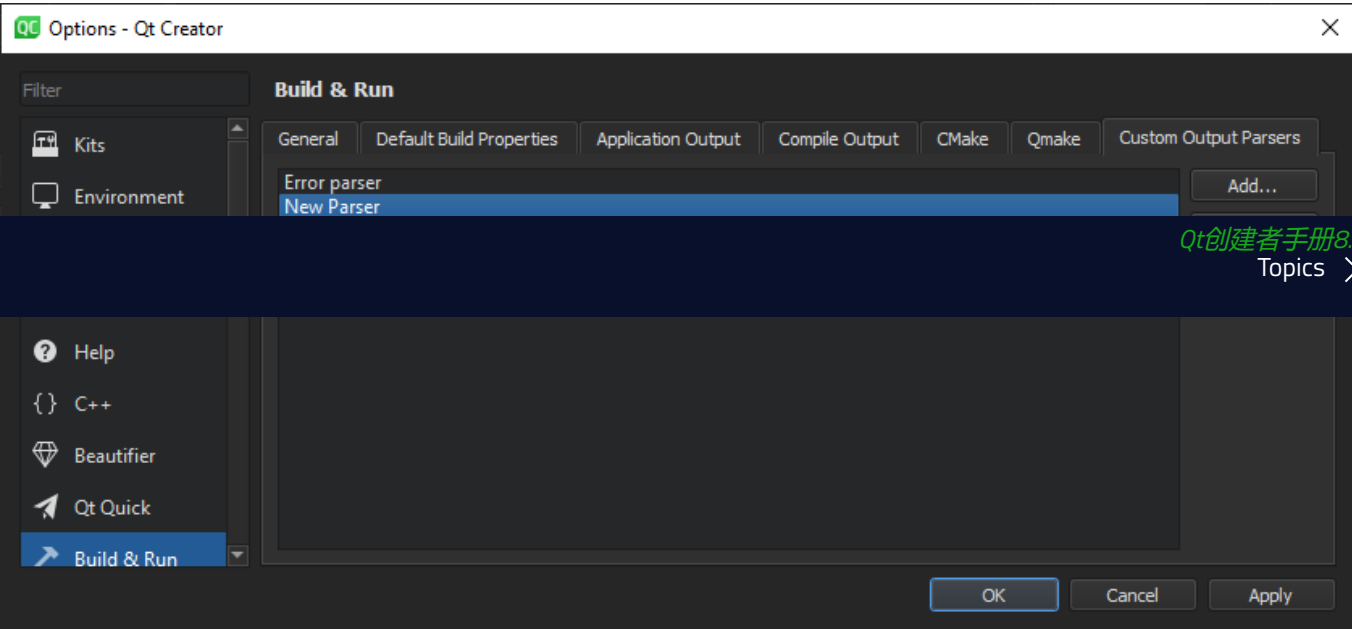 QC Options - Qt Creator
Filter
Build & Run
Kits
General Default Build Properties Application Output Compile Output CMake Qmake Custom Output Parsers
Environment
Error parser
Add...
New Parser
Qt创建者手册8.
Topics
Help
{ } C++
Beautifier
Qt Quick
Build & Run
OK Cancel Apply